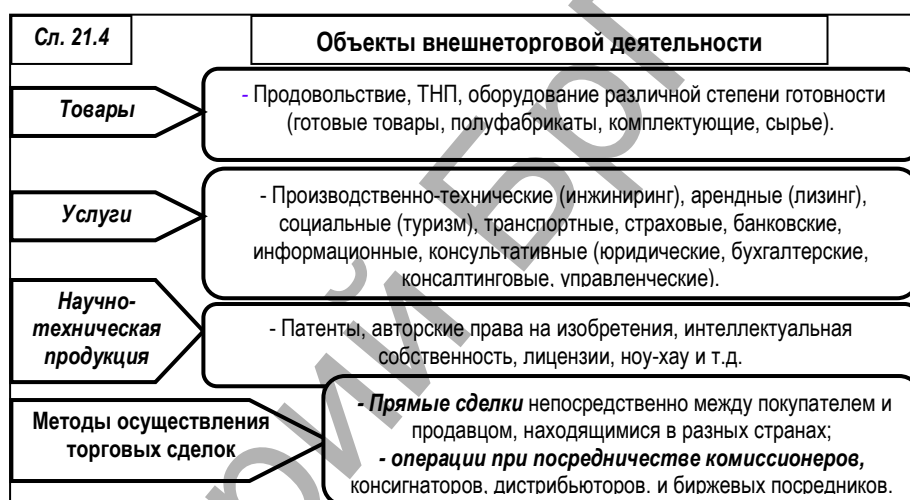 Сл. 21.4
Объекты внешнеторговой деятельности
Товары
- Продовольствие, ТНП, оборудование различной степени готовности
(готовые товары, полуфабрикаты, комплектующие, сырье).
Услуги
- Производственно-технические (инжиниринг), арендные (лизинг),
социальные (туризм), транспортные, страховые, банковские,
информационные, консультативные (юридические, бухгалтерские,
консалтинговые, управленческие).
Научно-
техническая
продукция
- Патенты, авторские права на изобретения, интеллектуальная
собственность, лицензии, ноу-хау и т.д.
Методы осуществления
торговых сделок
- Прямые сделки непосредственно между покупателем и
продавцом, находящимися в разных странах;
- операции при посредничестве комиссионеров,
консигнаторов, дистрибьюторов. и биржевых посредников.